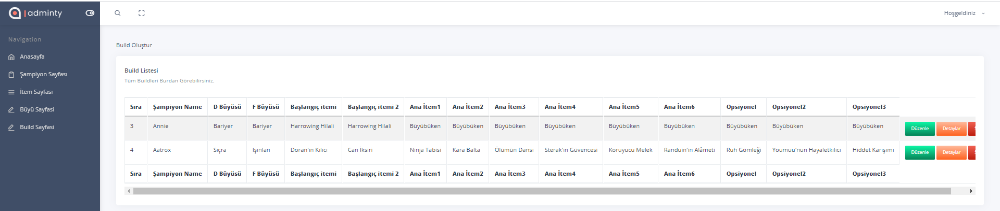 adminty
Hoşgeldiniz
Navigation
Anasayfa
Şampiyon Sayfası
İtem Sayfası
Büyü Sayfasi
Build Sayfasi
Build Oluştur
Build Listesi
Tüm Buildleri Burdan Görebilirsiniz.
Sıra Şampiyon Name D Büyüsü F Büyüsü Başlangıç itemi Başlangıç itemi 2 Ana İtem1 Ana İtem2 Ana İtem3 Ana İtem4 Ana İtem5 Ana İtem6 Opsiyonel Opsiyonel2 Opsiyonel3
3 Annie Bariyer Bariyer Harrowing Hilali Harrowing Hilali Büyübüken Büyübüken Büyübüken Büyübüken Büyübüken Büyübüken Büyübüken Büyübüken Büyübüken Düzenle Detaylar
4 Aatrox Sıçra Işınlan Doran'ın Kılıcı Can İksiri Ninja Tabisi Kara Balta Ölümün Dansı Sterak'ın Güvencesi Koruyucu Melek Randuin'in Alâmeti Ruh Gömleği Youmuu'nun Hayaletkılıcı Hiddet Karışımı Düzenle Detaylar
Sıra Şampiyon Name D Büyüsü F Büyüsü Başlangıç itemi Başlangıç itemi 2 Ana İtem1 Ana İtem2 Ana İtem3 Ana İtem4 Ana İtem5 Ana İtem6 Opsiyonel Opsiyonel2 Opsiyonel3